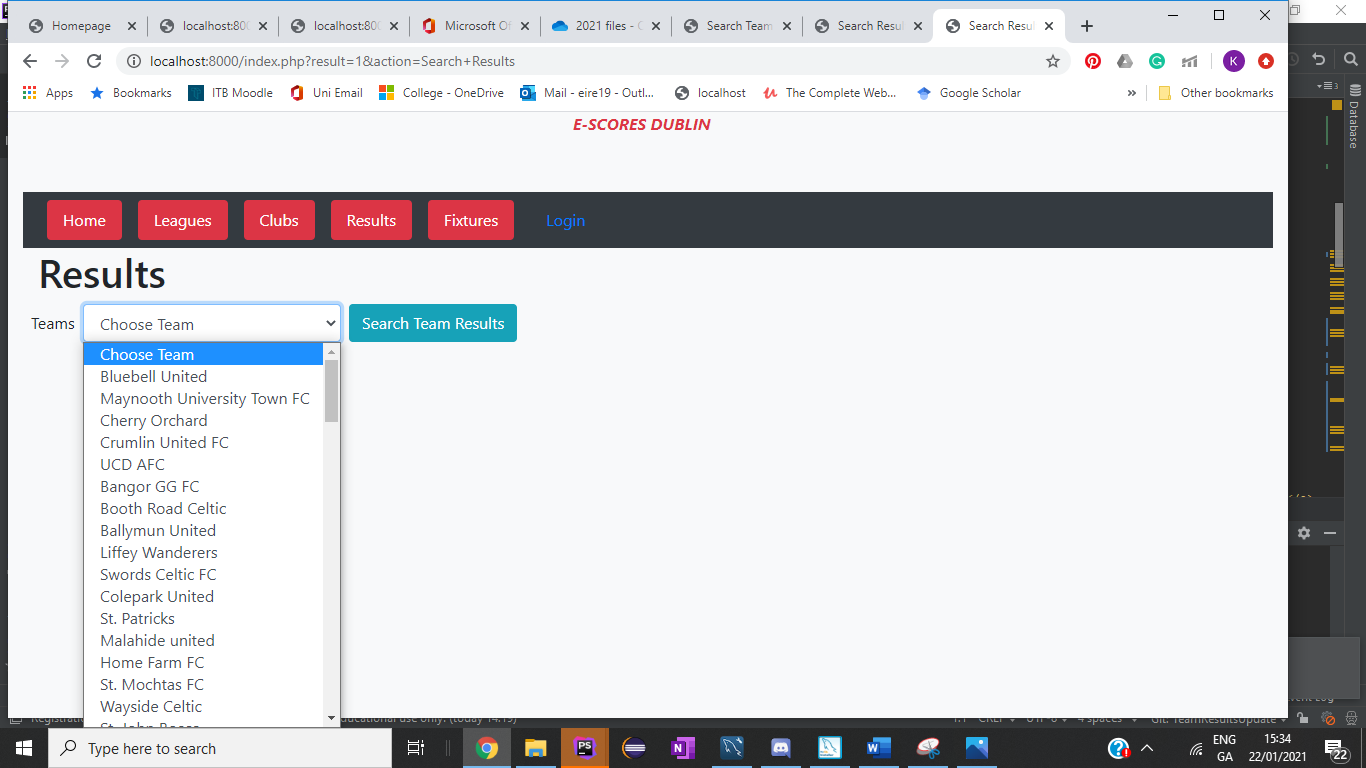 Homepage
localhost:800
localhost:800
Microsoft Of
2021 files - O
Search Team
Search Resul
Search Resul
localhost:8000/index.php?result=1&action=Search+Results
K
Apps
Bookmarks
ITB Moodle
Uni Email
College - OneDrive
Mail - eire19 - Outl...
localhost
The Complete Web...
Google Scholar
»
Other bookmarks
E-SCORES DUBLIN
Home
Leagues
Clubs
Results
Fixtures
Login
Results
Teams
Choose Team
Search Team Results
Choose Team
Bluebell United
Maynooth University Town FC
Cherry Orchard
Crumlin United FC
UCD AFC
Bangor GG FC
Booth Road Celtic
Ballymun United
Liffey Wanderers
Swords Celtic FC
Colepark United
St. Patricks
Malahide united
Home Farm FC
St. Mochtas FC
Wayside Celtic
Database
3
PS
Type here to search
ENG
GA
15:34
22/01/2021
22